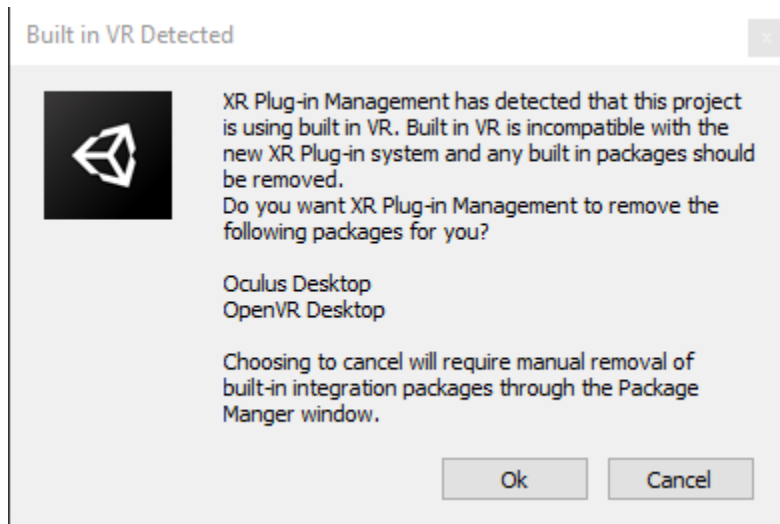 Built in VR Detected
x
XR Plug-in Management has detected that this project
is using built in VR. Built in VR is incompatible with the
new XR Plug-in system and any built in packages should
be removed.
Do you want XR Plug-in Management to remove the
following packages for you?
Oculus Desktop
OpenVR Desktop
Choosing to cancel will require manual removal of
built-in integration packages through the Package
Manger window.
Ok
Cancel